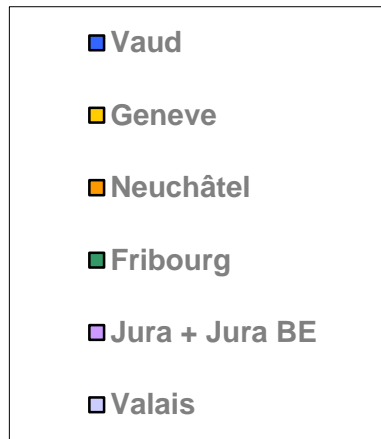 Vaud
Geneve
Neuchâtel
Fribourg
Jura + Jura BE
Valais